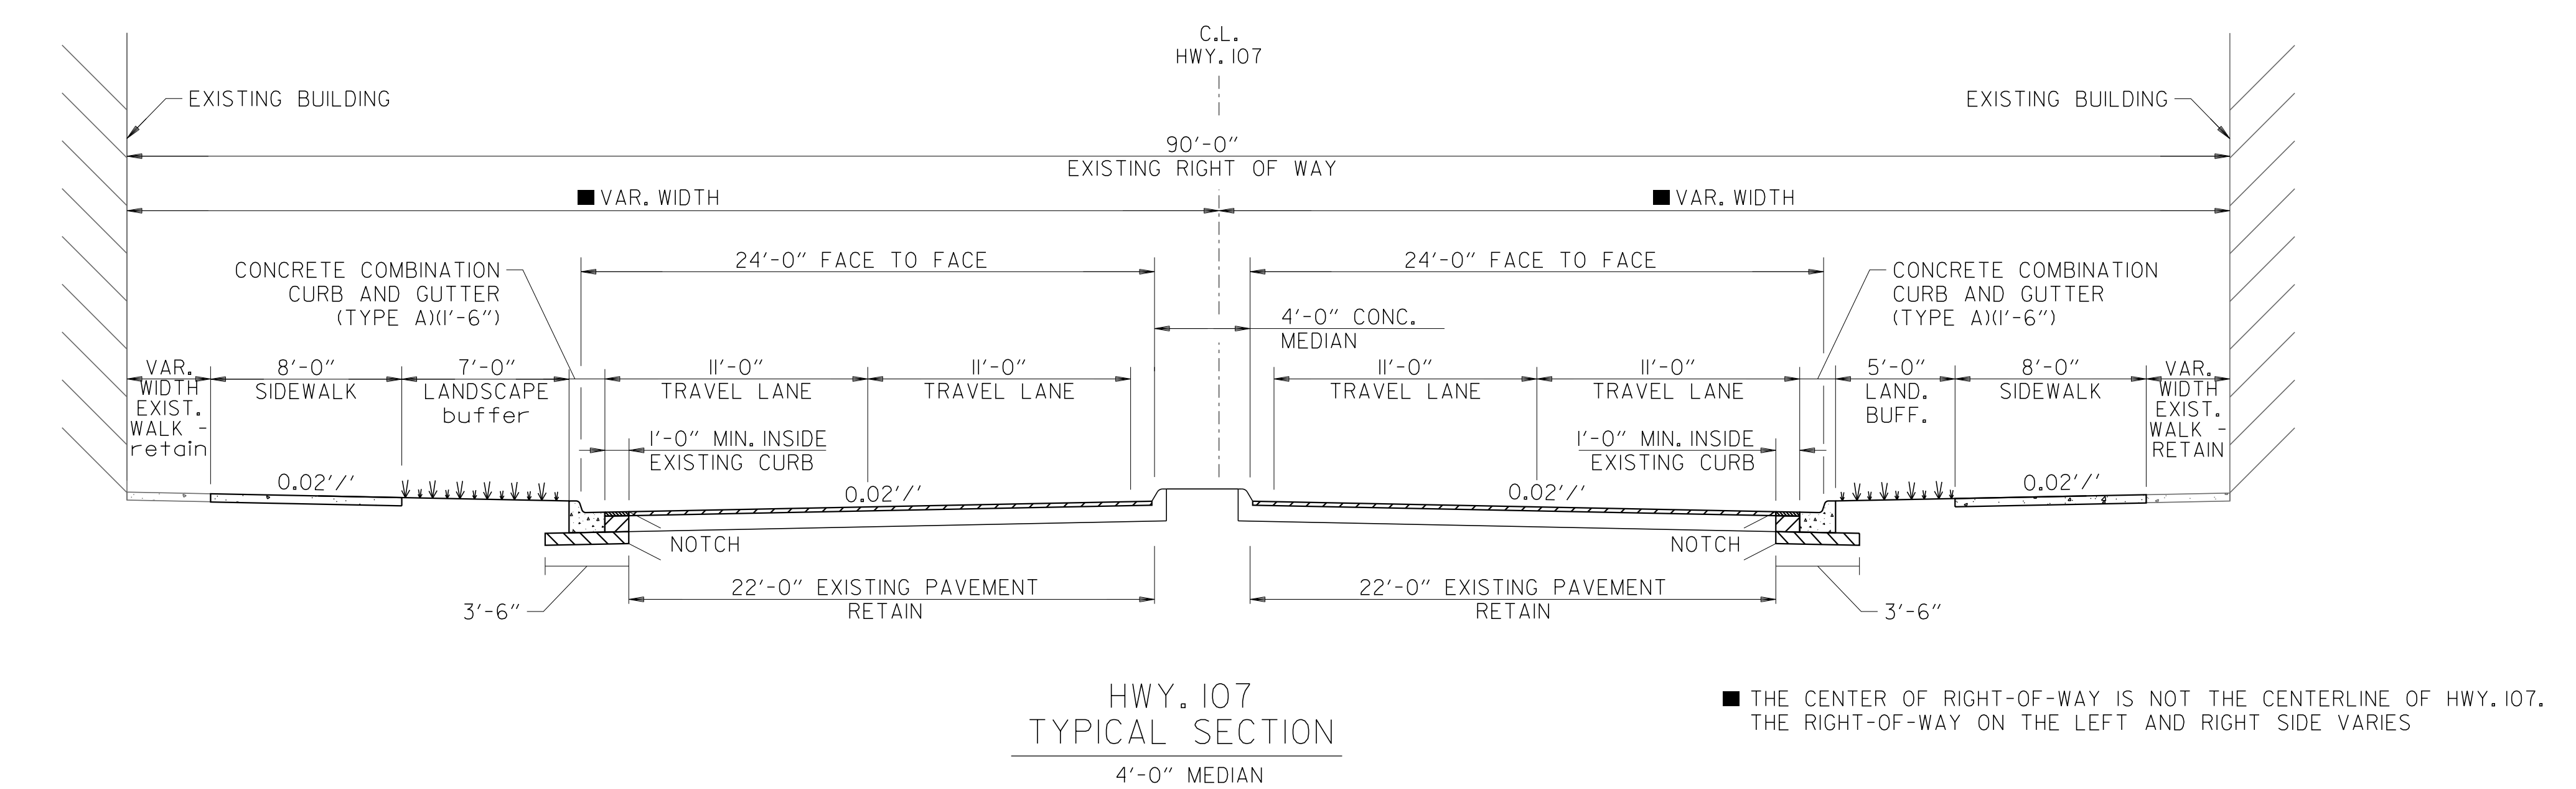 C.L.
HWY. 107
EXISTING BUILDING
EXISTING BUILDING
90'-0"
EXISTING RIGHT OF WAY
■ VAR. WIDTH
■ VAR. WIDTH
24'-0" FACE TO FACE
24'-0" FACE TO FACE
CONCRETE COMBINATION
CURB AND GUTTER
(TYPE A)(1'-6")
4'-0" CONC.
MEDIAN
CONCRETE COMBINATION
CURB AND GUTTER
(TYPE A)(1'-6")
VAR.
WIDTH
EXIST.
WALK -
retain
8'-0"
SIDEWALK
7'-0"
LANDSCAPE
buffer
11'-0"
TRAVEL LANE
11'-0"
TRAVEL LANE
11'-0"
TRAVEL LANE
11'-0"
TRAVEL LANE
5'-0"
LAND.
BUFF.
8'-0"
SIDEWALK
VAR.
WIDTH
EXIST.
WALK -
RETAIN
1'-0" MIN. INSIDE
EXISTING CURB
1'-0" MIN. INSIDE
EXISTING CURB
0.02'/'
0.02'/'
0.02'/'
0.02'/'
NOTCH
NOTCH
22'-0" EXISTING PAVEMENT
RETAIN
22'-0" EXISTING PAVEMENT
RETAIN
3'-6"
3'-6"
HWY. 107
TYPICAL SECTION
4'-0" MEDIAN
■ THE CENTER OF RIGHT-OF-WAY IS NOT THE CENTERLINE OF HWY. 107.
THE RIGHT-OF-WAY ON THE LEFT AND RIGHT SIDE VARIES